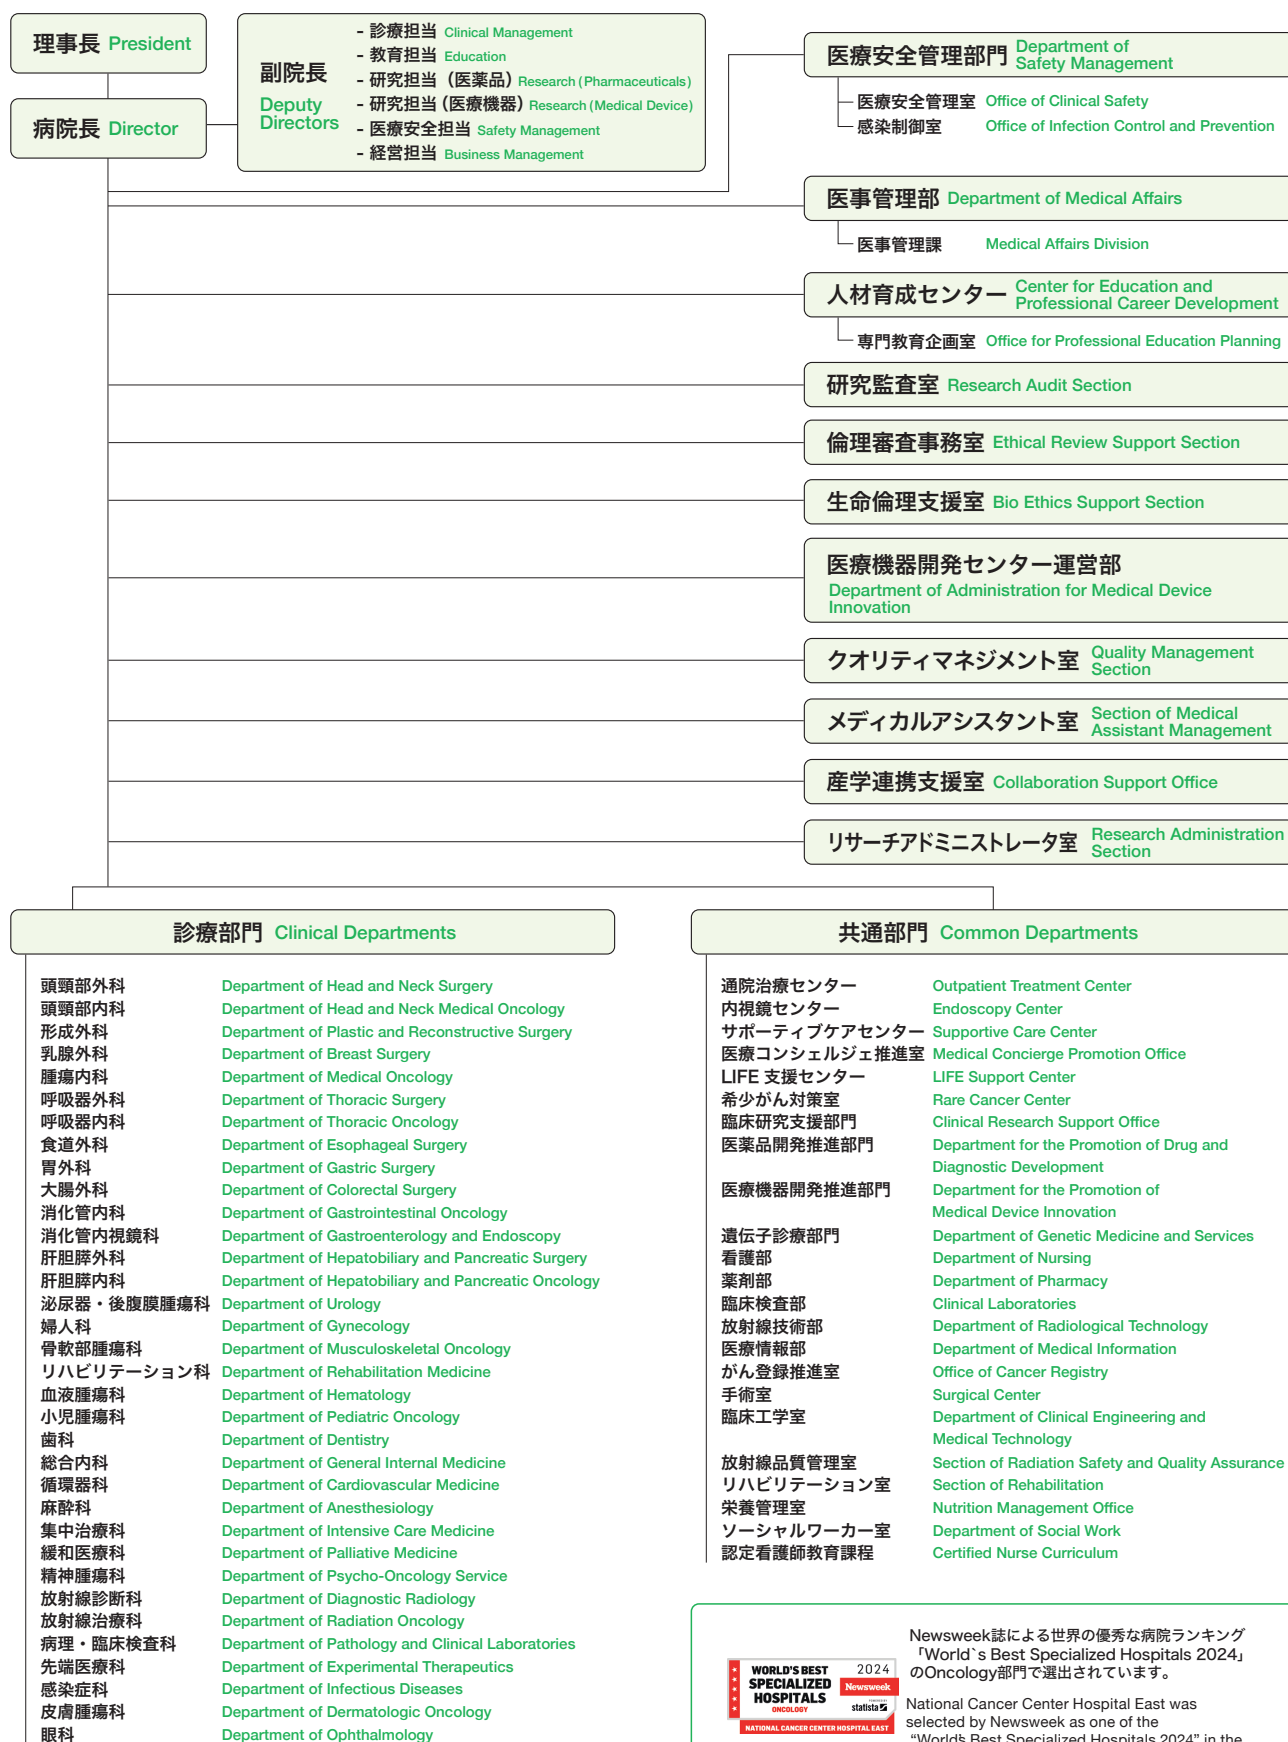 理事長 President
病院長 Director
副院長
Deputy
Directors
- 診療担当 Clinical Management
- 教育担当 Education
- 研究担当（医薬品）Research (Pharmaceuticals)
- 研究担当（医療機器）Research (Medical Device)
- 医療安全担当 Safety Management
- 経営担当 Business Management
医療安全管理部門 Department of
Safety Management
医療安全管理室 Office of Clinical Safety
感染制御室 Office of Infection Control and Prevention
医事管理部 Department of Medical Affairs
医事管理課 Medical Affairs Division
人材育成センター Center for Education and
Professional Career Development
専門教育企画室 Office for Professional Education Planning
研究監査室 Research Audit Section
倫理審査事務室 Ethical Review Support Section
生命倫理支援室 Bio Ethics Support Section
医療機器開発センター運営部
Department of Administration for Medical Device
Innovation
クオリティマネジメント室 Quality Management
Section
メディカルアシスタント室 Section of Medical
Assistant Management
産学連携支援室 Collaboration Support Office
リサーチアドミニストレータ室 Research Administration
Section
診療部門 Clinical Departments
頭頸部外科 Department of Head and Neck Surgery
頭頸部内科 Department of Head and Neck Medical Oncology
形成外科 Department of Plastic and Reconstructive Surgery
乳腺外科 Department of Breast Surgery
腫瘍内科 Department of Medical Oncology
呼吸器外科 Department of Thoracic Surgery
呼吸器内科 Department of Thoracic Oncology
食道外科 Department of Esophageal Surgery
胃外科 Department of Gastric Surgery
大腸外科 Department of Colorectal Surgery
消化管内科 Department of Gastrointestinal Oncology
消化管内視鏡科 Department of Gastroenterology and Endoscopy
肝胆膵外科 Department of Hepatobiliary and Pancreatic Surgery
肝胆膵内科 Department of Hepatobiliary and Pancreatic Oncology
泌尿器・後腹膜腫瘍科 Department of Urology
婦人科 Department of Gynecology
骨軟部腫瘍科 Department of Musculoskeletal Oncology
リハビリテーション科 Department of Rehabilitation Medicine
血液腫瘍科 Department of Hematology
小児腫瘍科 Department of Pediatric Oncology
歯科 Department of Dentistry
総合内科 Department of General Internal Medicine
循環器科 Department of Cardiovascular Medicine
麻酔科 Department of Anesthesiology
集中治療科 Department of Intensive Care Medicine
緩和医療科 Department of Palliative Medicine
精神腫瘍科 Department of Psycho-Oncology Service
放射線診断科 Department of Diagnostic Radiology
放射線治療科 Department of Radiation Oncology
病理・臨床検査科 Department of Pathology and Clinical Laboratories
先端医療科 Department of Experimental Therapeutics
感染症科 Department of Infectious Diseases
皮膚腫瘍科 Department of Dermatologic Oncology
眼科 Department of Ophthalmology
共通部門 Common Departments
通院治療センター Outpatient Treatment Center
内視鏡センター Endoscopy Center
サポーティブケアセンター Supportive Care Center
医療コンシェルジェ推進室 Medical Concierge Promotion Office
LIFE 支援センター LIFE Support Center
希少がん対策室 Rare Cancer Center
臨床研究支援部門 Clinical Research Support Office
医薬品開発推進部門 Department for the Promotion of Drug and
Diagnostic Development
医療機器開発推進部門 Department for the Promotion of
Medical Device Innovation
遺伝子診療部門 Department of Genetic Medicine and Services
看護部 Department of Nursing
薬剤部 Department of Pharmacy
臨床検査部 Clinical Laboratories
放射線技術部 Department of Radiological Technology
医療情報部 Department of Medical Information
がん登録推進室 Office of Cancer Registry
手術室 Surgical Center
臨床工学室 Department of Clinical Engineering and
Medical Technology
放射線品質管理室 Section of Radiation Safety and Quality Assurance
リハビリテーション室 Section of Rehabilitation
栄養管理室 Nutrition Management Office
ソーシャルワーカー室 Department of Social Work
認定看護師教育課程 Certified Nurse Curriculum
WORLD'S BEST
SPECIALIZED
HOSPITALS
ONCOLOGY
2024
Newsweek
statista
NATIONAL CANCER CENTER HOSPITAL EAST
Newsweek誌による世界の優秀な病院ランキング
「World`s Best Specialized Hospitals 2024」
のOncology部門で選出されています。
National Cancer Center Hospital East was
selected by Newsweek as one of the
“World's Best Specialized Hospitals 2024” in the